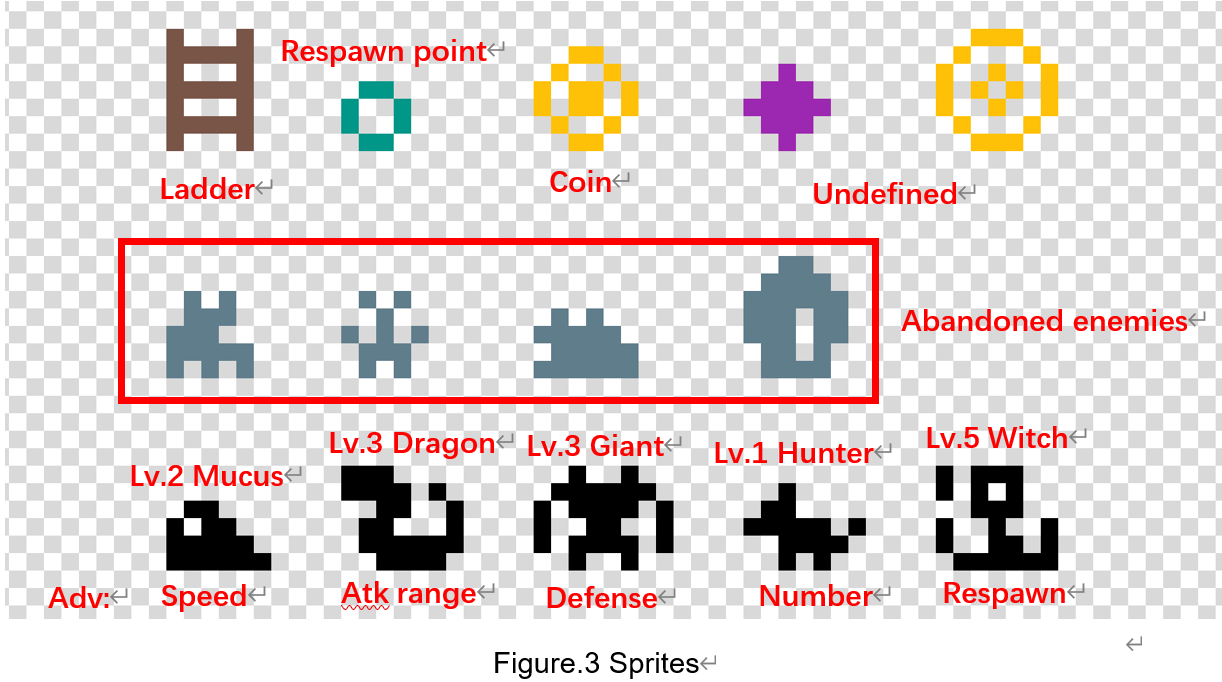 Respawn point
Ladder
Coin
Undefined
Abandoned enemies
Lv.2 Mucus
Lv.3 Dragon
Lv.3 Giant
Lv.1 Hunter
Lv.5 Witch
Adv: Speed Atk range Defense Number Respawn
Figure.3 Sprites